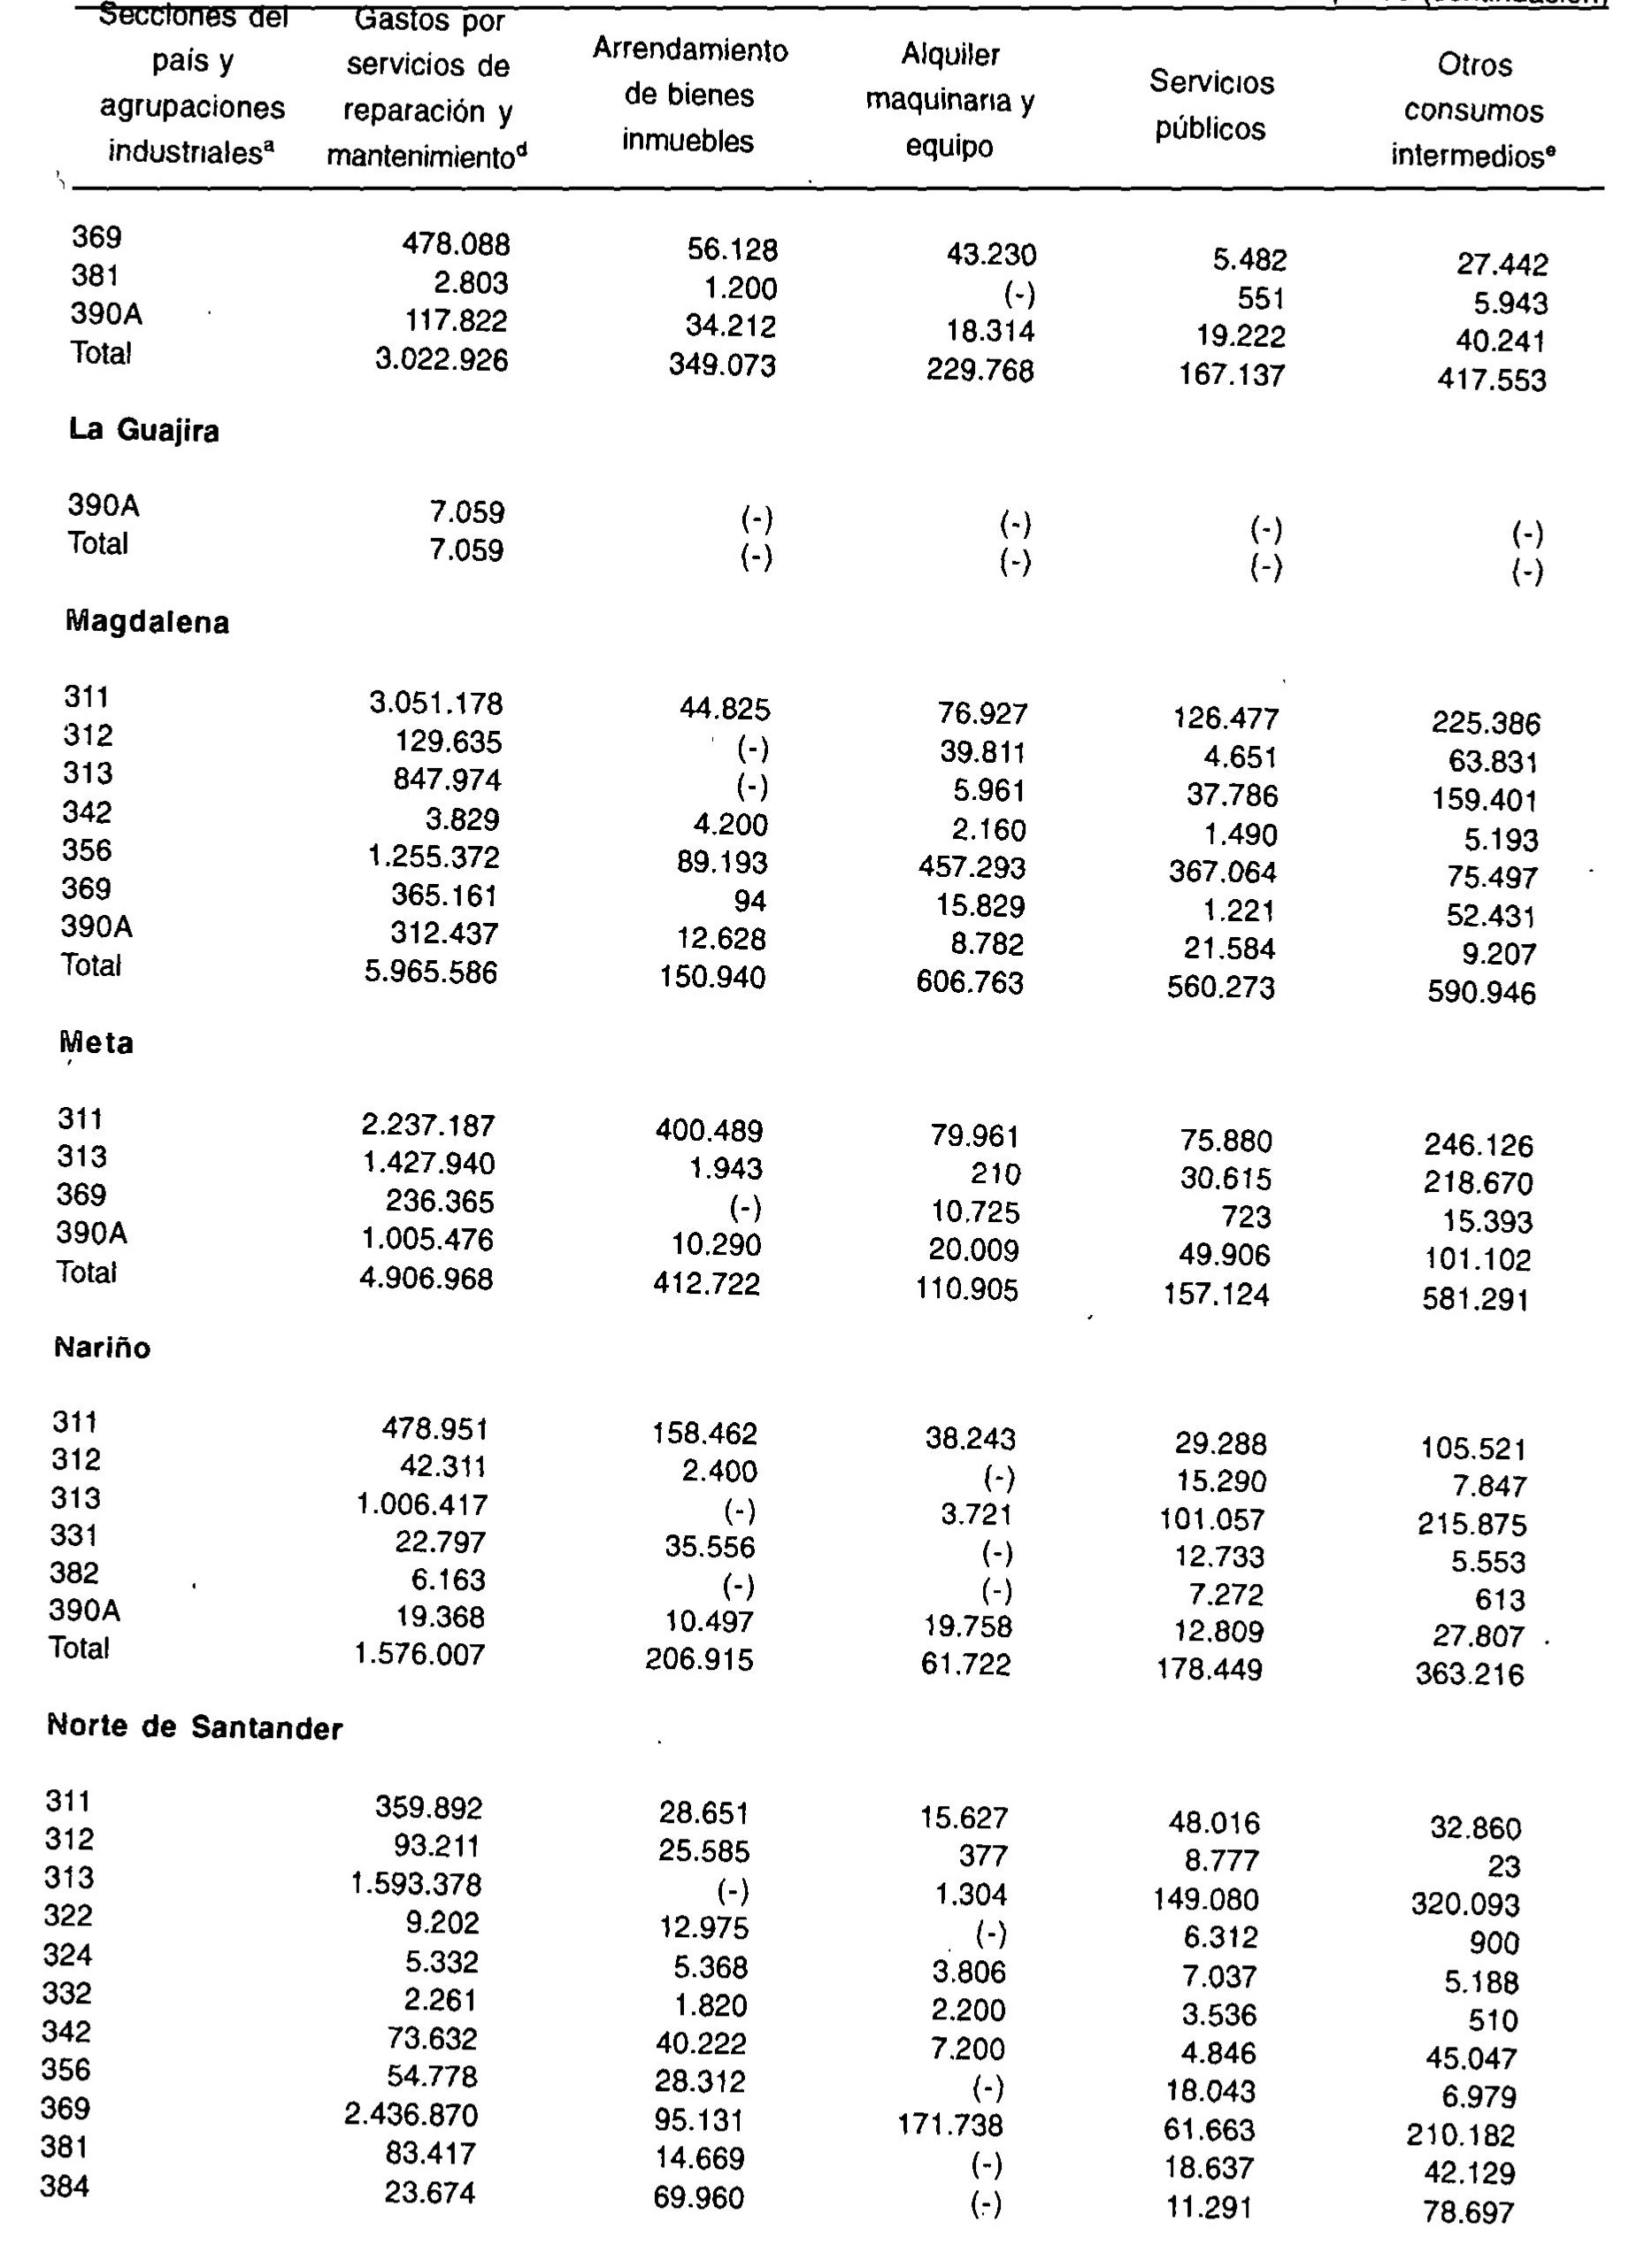 (continuación)
Secciones del país y agrupaciones industriales^a Gastos por servicios de reparación y mantenimiento^d Arrendamiento de bienes inmuebles Alquiler maquinaria y equipo Servicios públicos Otros consumos intermedios^e
369 478.088 56.128 43.230 5.482 27.442
381 2.803 1.200 (-) 551 5.943
390A 117.822 34.212 18.314 19.222 40.241
Total 3.022.926 349.073 229.768 167.137 417.553
La Guajira
390A 7.059 (-) (-) (-) (-)
Total 7.059 (-) (-) (-) (-)
Magdalena
311 3.051.178 44.825 76.927 126.477 225.386
312 129.635 (-) 39.811 4.651 63.831
313 847.974 (-) 5.961 37.786 159.401
342 3.829 4.200 2.160 1.490 5.193
356 1.255.372 89.193 457.293 367.064 75.497
369 365.161 94 15.829 1.221 52.431
390A 312.437 12.628 8.782 21.584 9.207
Total 5.965.586 150.940 606.763 560.273 590.946
Meta
311 2.237.187 400.489 79.961 75.880 246.126
313 1.427.940 1.943 210 30.615 218.670
369 236.365 (-) 10.725 723 15.393
390A 1.005.476 10.290 20.009 49.906 101.102
Total 4.906.968 412.722 110.905 157.124 581.291
Nariño
311 478.951 158.462 38.243 29.288 105.521
312 42.311 2.400 (-) 15.290 7.847
313 1.006.417 (-) 3.721 101.057 215.875
331 22.797 35.556 (-) 12.733 5.553
382 6.163 (-) (-) 7.272 613
390A 19.368 10.497 19.758 12.809 27.807
Total 1.576.007 206.915 61.722 178.449 363.216
Norte de Santander
311 359.892 28.651 15.627 48.016 32.860
312 93.211 25.585 377 8.777 23
313 1.593.378 (-) 1.304 149.080 320.093
322 9.202 12.975 (-) 6.312 900
324 5.332 5.368 3.806 7.037 5.188
332 2.261 1.820 2.200 3.536 510
342 73.632 40.222 7.200 4.846 45.047
356 54.778 28.312 (-) 18.043 6.979
369 2.436.870 95.131 171.738 61.663 210.182
381 83.417 14.669 (-) 18.637 42.129
384 23.674 69.960 (-) 11.291 78.697